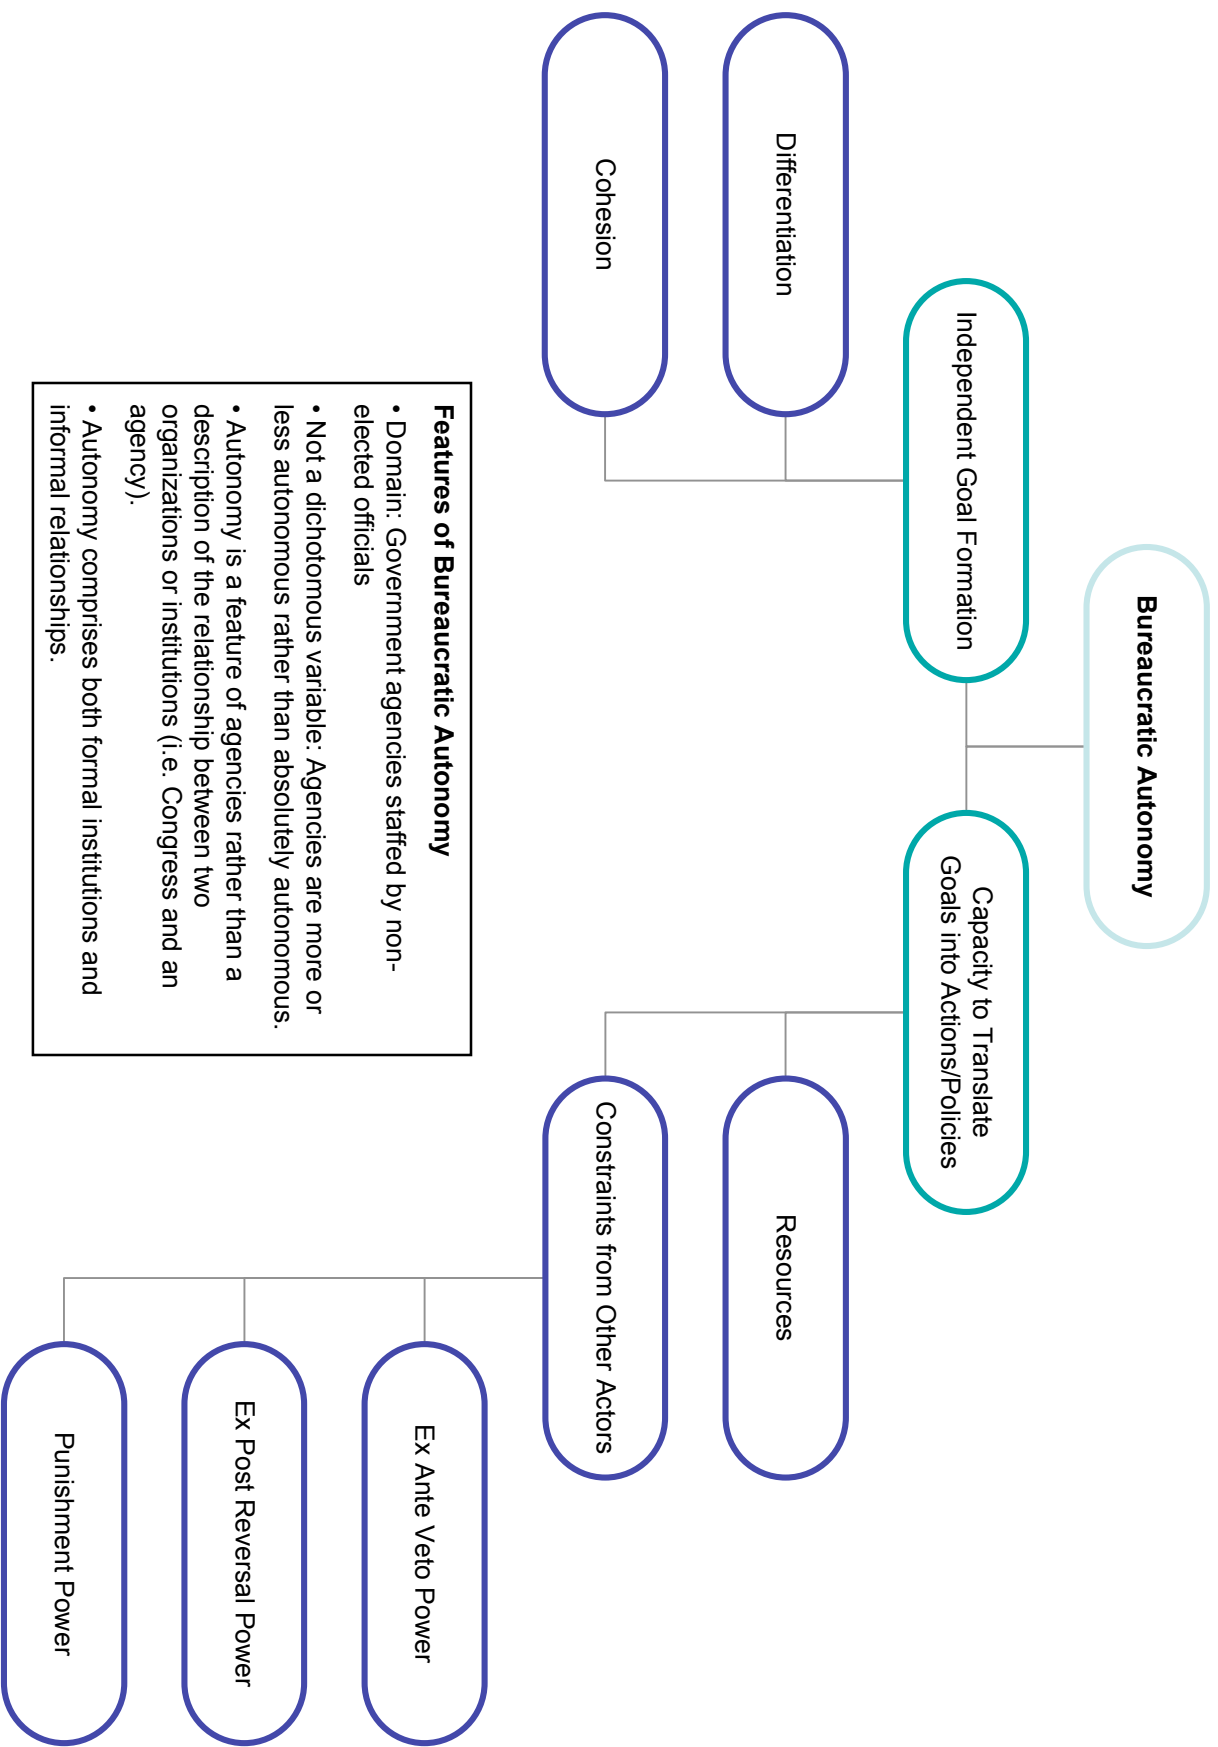 Bureaucratic Autonomy
Independent Goal Formation
Capacity to Translate
Goals into Actions/Policies
Differentiation
Resources
Cohesion
Constraints from Other Actors
Ex Ante Veto Power
Ex Post Reversal Power
Punishment Power
Features of Bureaucratic Autonomy
• Domain: Government agencies staffed by non-
elected officials
• Not a dichotomous variable: Agencies are more or
less autonomous rather than absolutely autonomous.
• Autonomy is a feature of agencies rather than a
description of the relationship between two
organizations or institutions (i.e. Congress and an
agency).
• Autonomy comprises both formal institutions and
informal relationships.